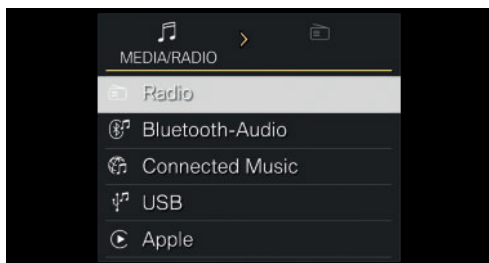 MEDIA/RADIO
Radio
Bluetooth-Audio
Connected Music
USB
Apple